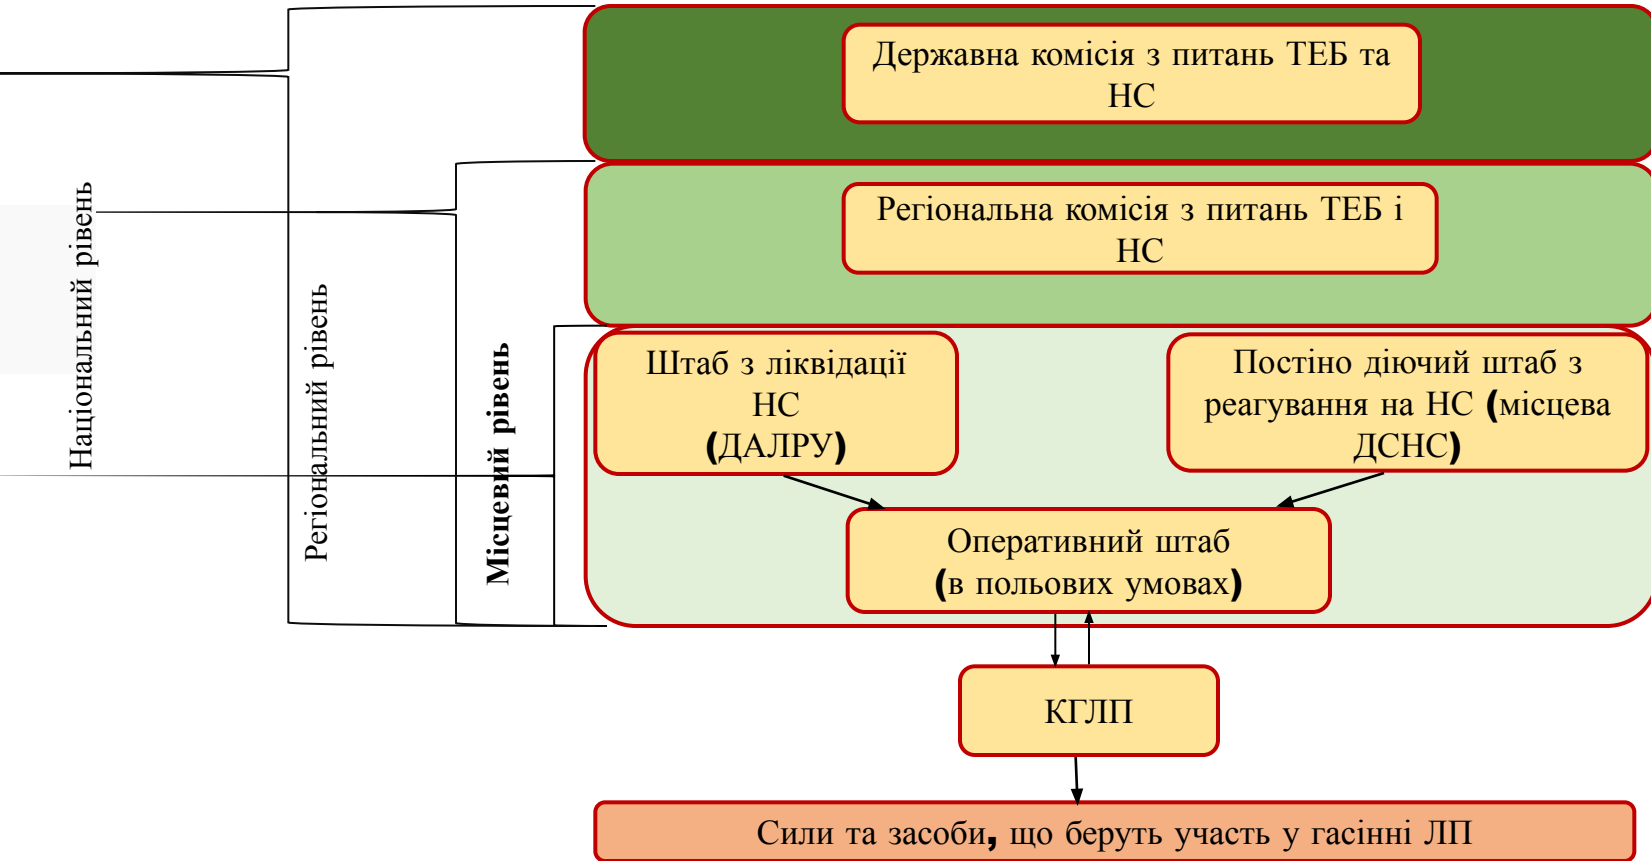 Державна комісія з питань ТЕБ та
НС
Регіональна комісія з питань ТЕБ і
НС
Національний рівень
Регіональний рівень
Місцевий рівень
Штаб з ліквідації
НС
(ДАЛРУ)
Постіно діючий штаб з
реагування на НС (місцева
ДСНС)
Оперативний штаб
(в польових умовах)
КГЛП
Сили та засоби, що беруть участь у гасінні ЛП